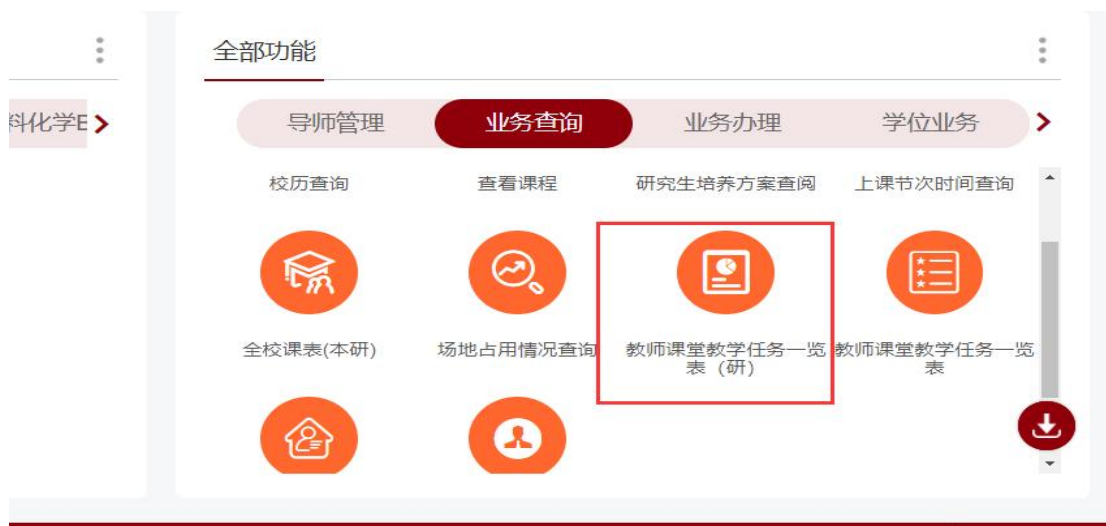 全部功能
料化学E
导师管理 业务查询 业务办理 学位业务
校历查询 查看课程 研究生培养方案查阅 上课节次时间查询
全校课表(本研) 场地占用情况查询 教师课堂教学任务一览 教师课堂教学任务一览
表（研） 表